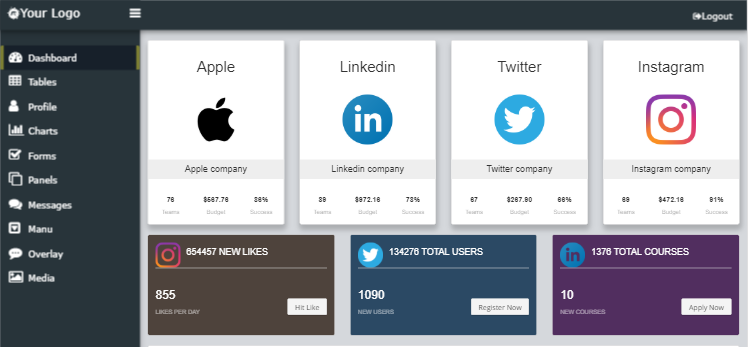 Your Logo
Logout
Dashboard
Tables
Profile
Charts
Forms
Panels
Messages
Manu
Overlay
Media
Apple
Apple company
76 $567.76 36%
Teams Budget Success
Linkedin
Linkedin company
39 $972.16 73%
Teams Budget Success
Twitter
Twitter company
67 $267.90 66%
Teams Budget Success
Instagram
Instagram company
69 $472.16 91%
Teams Budget Success
654457 NEW LIKES
855
LIKES PER DAY
Hit Like
134276 TOTAL USERS
1090
NEW USERS
Register Now
1376 TOTAL COURSES
10
NEW COURSES
Apply Now